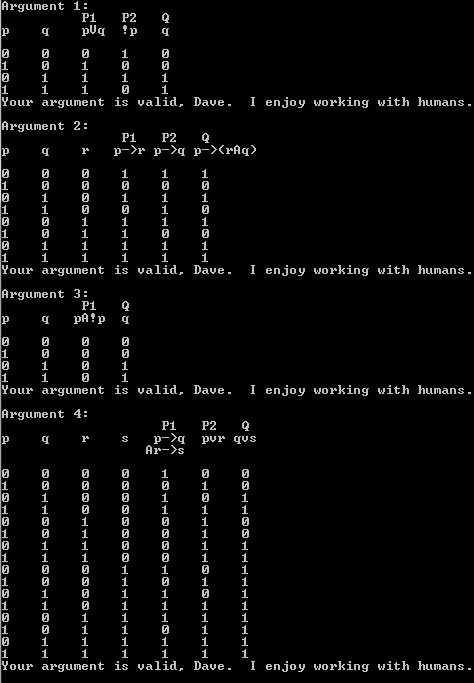 Argument 1:
P1 P2 Q
p q pVq !p q
0 0 0 1 0
1 0 1 0 0
0 1 1 1 1
1 1 1 0 1
Your argument is valid, Dave.  I enjoy working with humans.
Argument 2:
P1 P2 Q
p q r p->r p->q p->(rAq)
0 0 0 1 1 1
1 0 0 0 0 0
0 1 0 1 1 1
1 1 0 0 1 0
0 0 1 1 1 1
1 0 1 1 0 0
0 1 1 1 1 1
1 1 1 1 1 1
Your argument is valid, Dave.  I enjoy working with humans.
Argument 3:
P1 Q
p q pA!p q
0 0 0 0
1 0 0 0
0 1 0 1
1 1 0 1
Your argument is valid, Dave.  I enjoy working with humans.
Argument 4:
P1 P2 Q
p q r s p->q pvr qvs
Ar->s
0 0 0 0 1 0 0
1 0 0 0 0 1 0
0 1 0 0 1 0 1
1 1 0 0 1 1 1
0 0 1 0 0 1 0
1 0 1 0 0 1 0
0 1 1 0 0 1 1
1 1 1 0 0 1 1
0 0 0 1 1 0 1
1 0 0 1 0 1 1
0 1 0 1 1 0 1
1 1 0 1 1 1 1
0 0 1 1 1 1 1
1 0 1 1 0 1 1
0 1 1 1 1 1 1
1 1 1 1 1 1 1
Your argument is valid, Dave.  I enjoy working with humans.